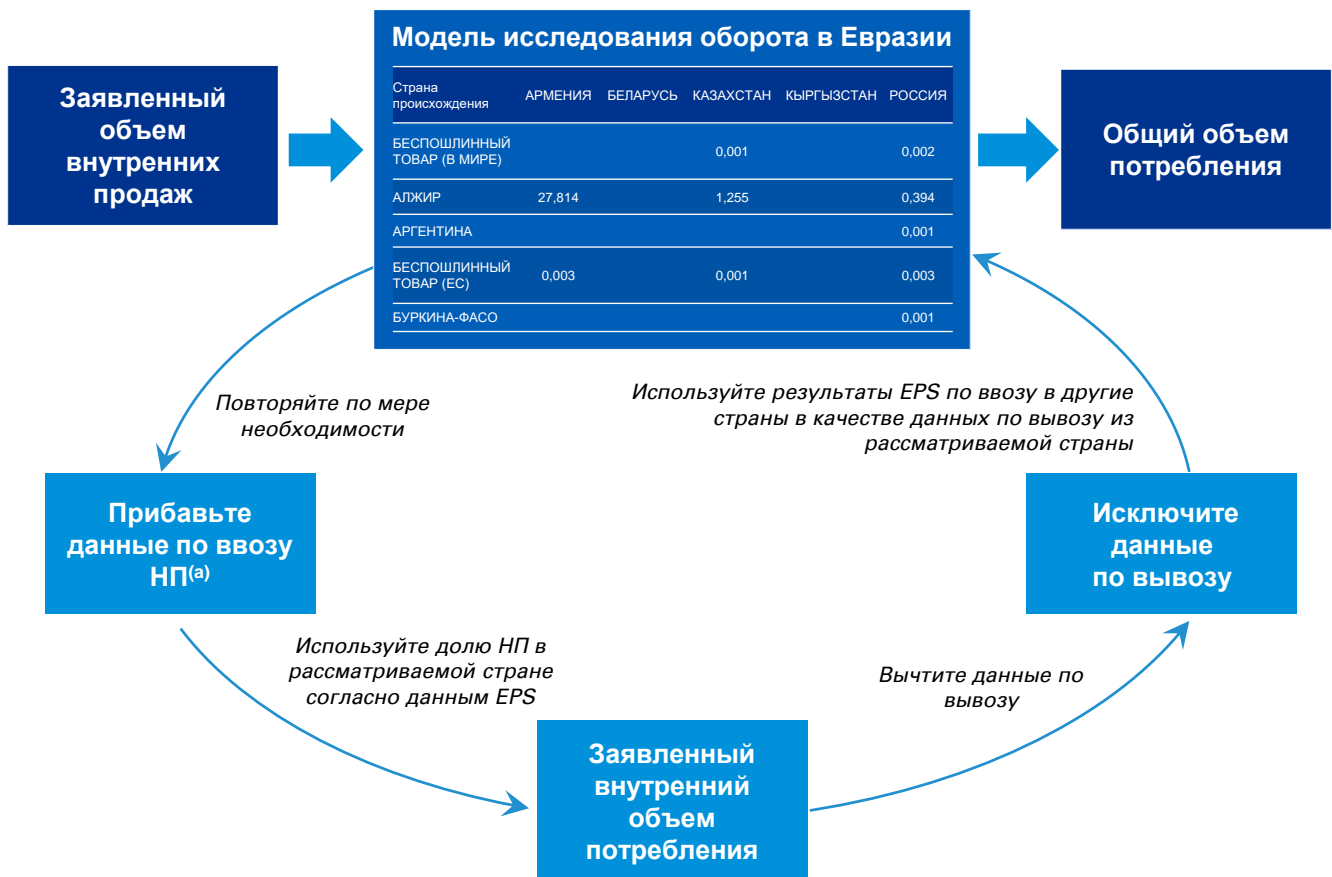 Модель исследования оборота в Евразии
Заявленный
объем
внутренних
продаж
Страна
происхождения
АРМЕНИЯ БЕЛАРУСЬ КАЗАХСТАН КЫРГЫЗСТАН РОССИЯ
БЕСПОШЛИННЫЙ
ТОВАР (В МИРЕ)
0,001 0,002
АЛЖИР 27,814 1,255 0,394
АРГЕНТИНА 0,001
БЕСПОШЛИННЫЙ
ТОВАР (ЕС)
0,003 0,001 0,003
БУРКИНА-ФАСО 0,001
Общий объем
потребления
Повторяйте по мере
необходимости
Используйте результаты EPS по ввозу в другие
страны в качестве данных по вывозу из
рассматриваемой страны
Прибавьте
данные по ввозу
НП(a)
Исключите
данные
по вывозу
Используйте долю НП в
рассматриваемой стране
согласно данным EPS
Вычтите данные по
вывозу
Заявленный
внутренний
объем
потребления